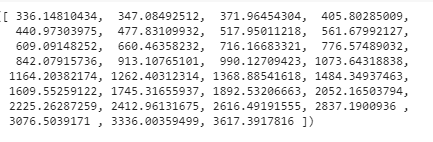 [[ 336.14810434,  347.08492512,  371.96454304,  405.80285009,
440.97303975,  477.83109932,  517.95011218,  561.67992127,
609.09148252,  660.46358232,  716.16683321,  776.57489032,
842.07915736,  913.10765101,  990.12709423, 1073.64318838,
1164.20382174, 1262.40312314, 1368.88541618, 1484.34937463,
1609.55259122, 1745.31655937, 1892.53206663, 2052.16503794,
2225.26287259, 2412.96131675, 2616.49191555, 2837.1900936 ,
3076.5039171 , 3336.00359499, 3617.3917816 ])